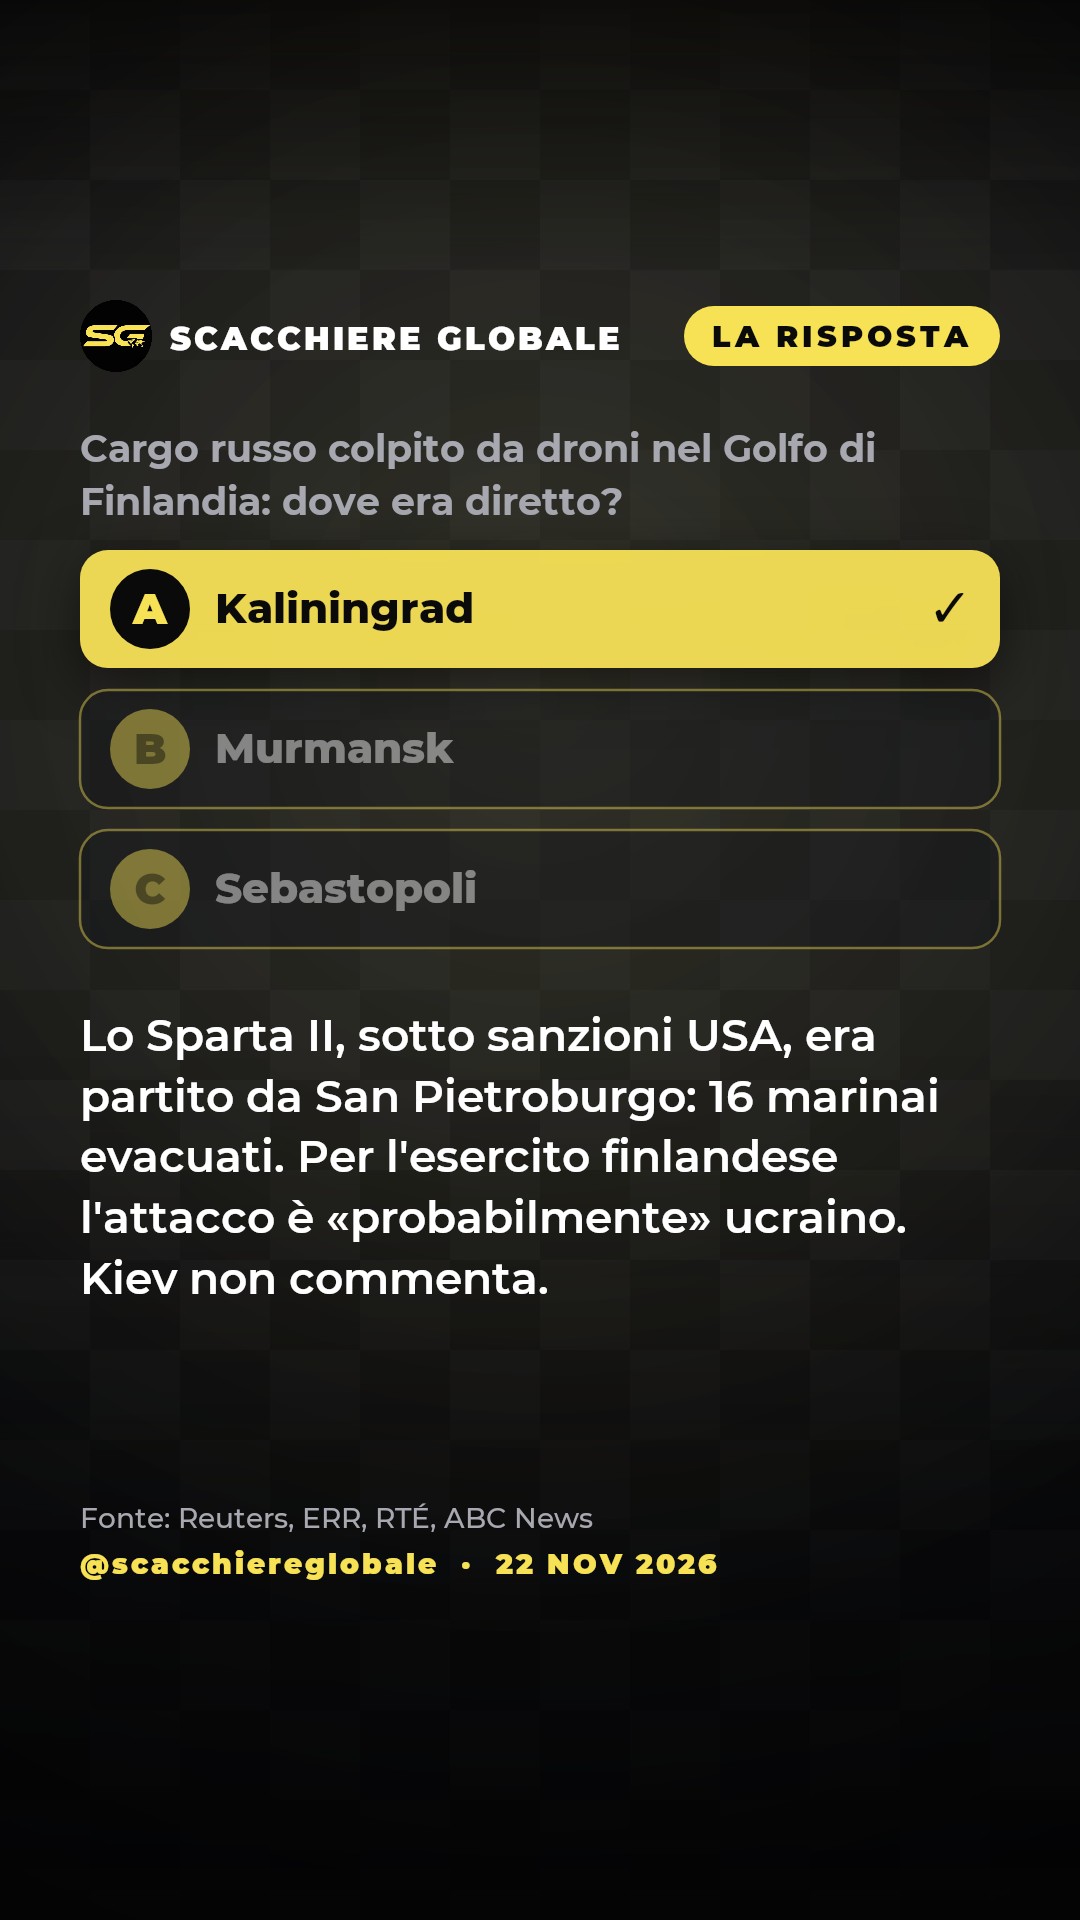 SG
SCACCHIERE GLOBALE
LA RISPOSTA
Cargo russo colpito da droni nel Golfo di
Finlandia: dove era diretto?
A Kaliningrad ✓
B Murmansk
C Sebastopoli
Lo Sparta II, sotto sanzioni USA, era
partito da San Pietroburgo: 16 marinai
evacuati. Per l'esercito finlandese
l'attacco è «probabilmente» ucraino.
Kiev non commenta.
Fonte: Reuters, ERR, RTÉ, ABC News
@scacchiereglobale • 22 NOV 2026